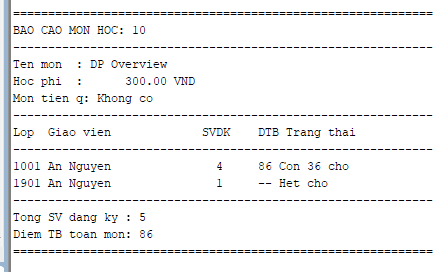 ================================================================
BAO CAO MON HOC: 10
----------------------------------------------------------------
Ten mon  : DP Overview
Hoc phi  :      300.00 VND
Mon tien q: Khong co
----------------------------------------------------------------
Lop  Giao vien             SVDK    DTB Trang thai
----------------------------------------------------------------
1001 An Nguyen               4     86 Con 36 cho
1901 An Nguyen               1     -- Het cho
----------------------------------------------------------------
Tong SV dang ky : 5
Diem TB toan mon: 86
================================================================